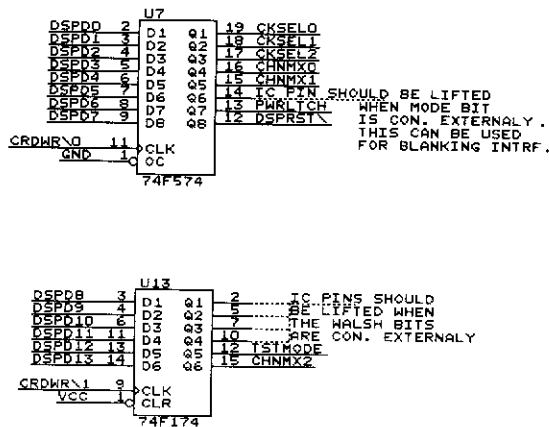 U7
DSPD0 2 D1 Q1 19 CKSEL0
DSPD1 3 D2 Q2 18 CKSEL1
DSPD2 4 D3 Q3 17 CKSEL2
DSPD3 5 D4 Q4 16 CHNMX0
DSPD4 6 D5 Q5 15 CHNMX1
DSPD5 7 D6 Q6 14 IC PIN SHOULD BE LIFTED
DSPD6 8 D7 Q7 13 PWRLTCH WHEN MODE BIT
DSPD7 9 D8 Q8 12 DSPRST\ IS CON. EXTERNALY.
THIS CAN BE USED
CRDWR\0 11 CLK FOR BLANKING INTRF.
GND 1 OC
74F574
U13
DSPD8 3 D1 Q1 2 IC PINS SHOULD
DSPD9 4 D2 Q2 5 BE LIFTED WHEN
DSPD10 6 D3 Q3 7 THE WALSH BITS
DSPD11 11 D4 Q4 10 ARE CON. EXTERNALY
DSPD12 13 D5 Q5 12 TSTMODE
DSPD13 14 D6 Q6 15 CHNMX2
CRDWR\1 9 CLK
VCC 1 CLR
74F174